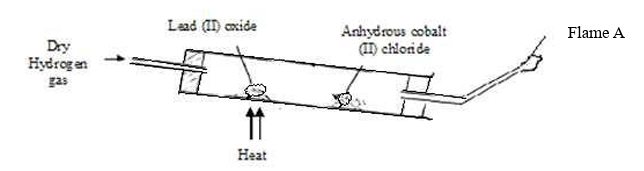 Lead (II) oxide
Anhydrous cobalt
(II) chloride
Flame A
Dry
Hydrogen
gas
Heat